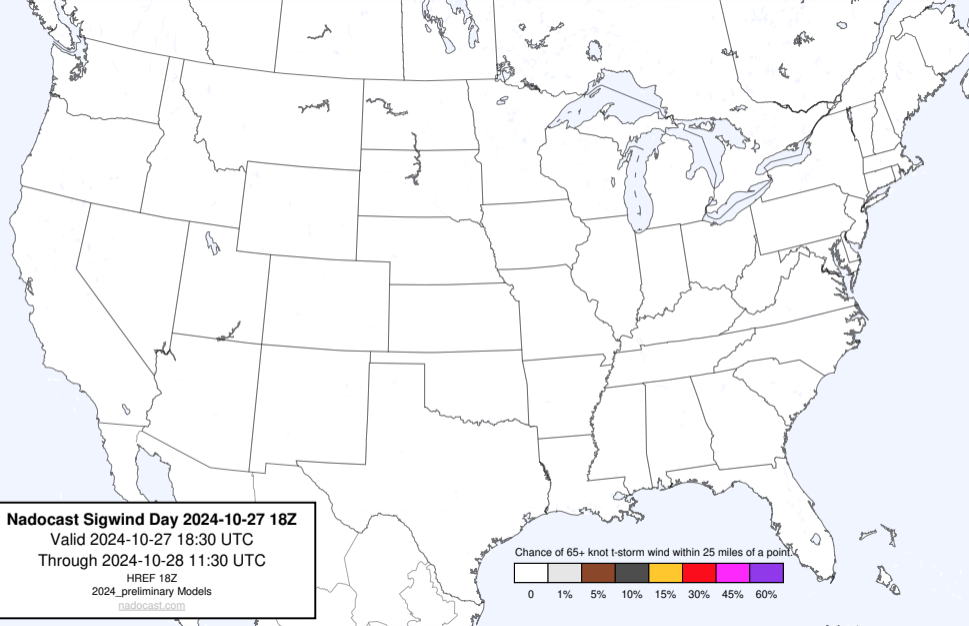 Nadocast Sigwind Day 2024-10-27 18Z
Valid 2024-10-27 18:30 UTC
Through 2024-10-28 11:30 UTC
HREF 18Z
2024_preliminary Models
nadocast.com
Chance of 65+ knot t-storm wind within 25 miles of a point.
0 1% 5% 10% 15% 30% 45% 60%